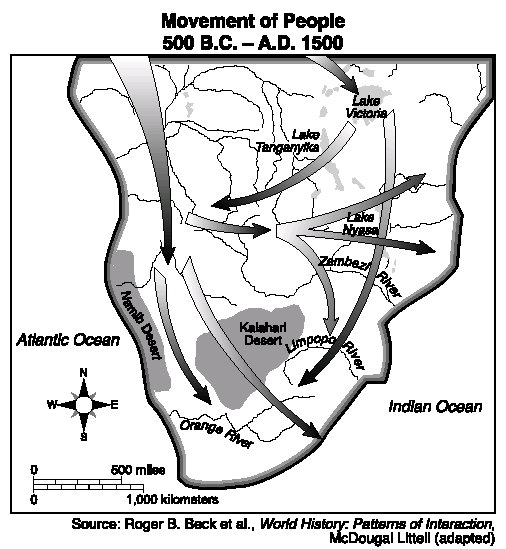 Movement of People
500 B.C. – A.D. 1500
Lake
Victoria
Lake
Tanganyika
Lake
Nyasa
Zambezi River
Namib Desert
Kalahari
Desert
Limpopo River
Atlantic Ocean
N
W E
S
Indian Ocean
Orange River
0 500 miles
0 1,000 kilometers
Source: Roger B. Beck et al., World History: Patterns of Interaction,
McDougal Littell (adapted)